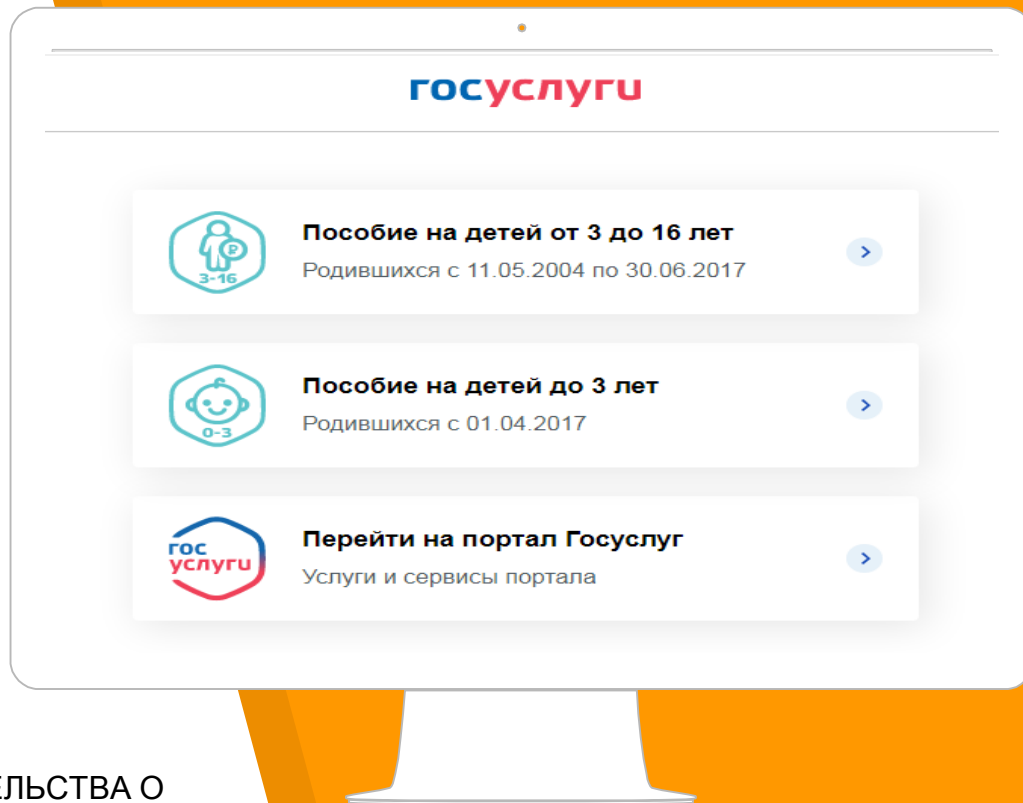 госуслуги
Пособие на детей от 3 до 16 лет
Родившихся с 11.05.2004 по 30.06.2017
3-16
Пособие на детей до 3 лет
Родившихся с 01.04.2017
0-3
гос
услуги
Перейти на портал Госуслуг
Услуги и сервисы портала
ЕЛЬСТВА О